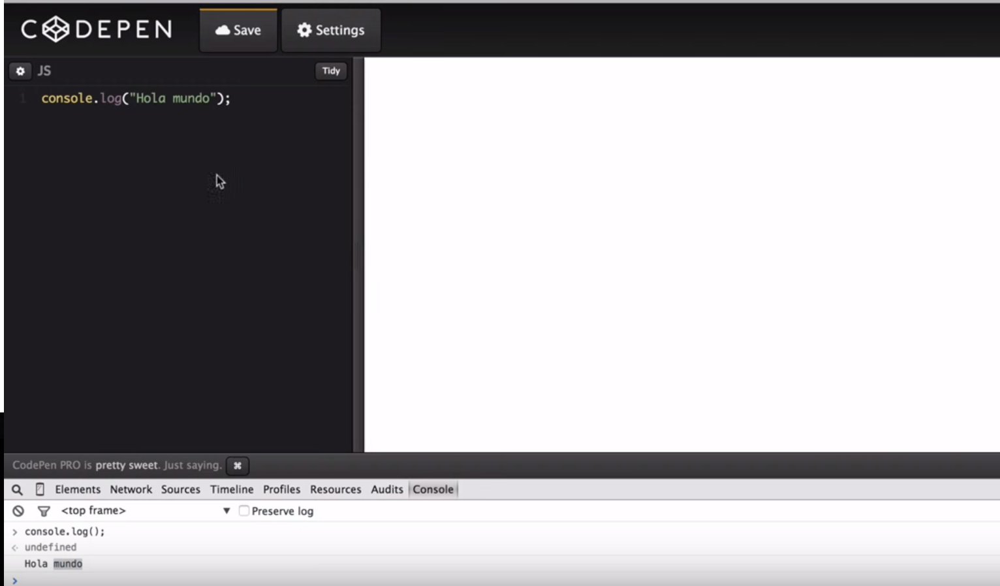 CODEPEN Save Settings
JS Tidy
1 console.log("Hola mundo");
CodePen PRO is pretty sweet. Just saying. ⌘
Elements Network Sources Timeline Profiles Resources Audits Console
<top frame> ▼ Preserve log
> console.log();
<· undefined
Hola mundo
>